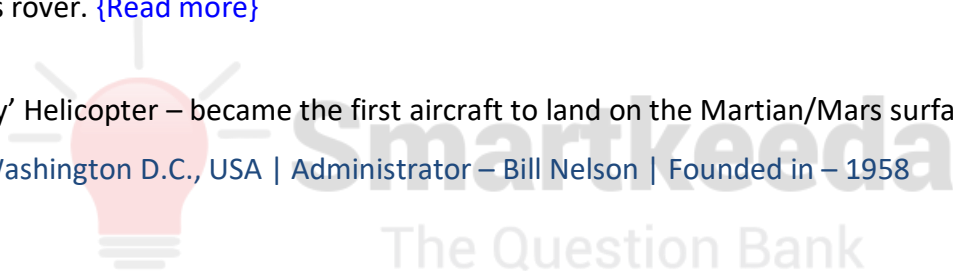 s rover. {Read more}
y’ Helicopter – became the first aircraft to land on the Martian/Mars surfa
Washington D.C., USA | Administrator – Bill Nelson | Founded in – 1958
Smartkeeda
The Question Bank